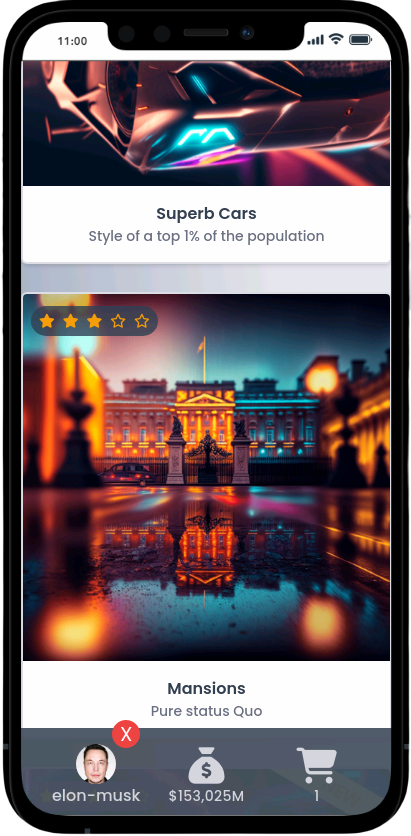 11:00
Superb Cars
Style of a top 1% of the population
Mansions
Pure status Quo
X
elon-musk
$153,025M
1